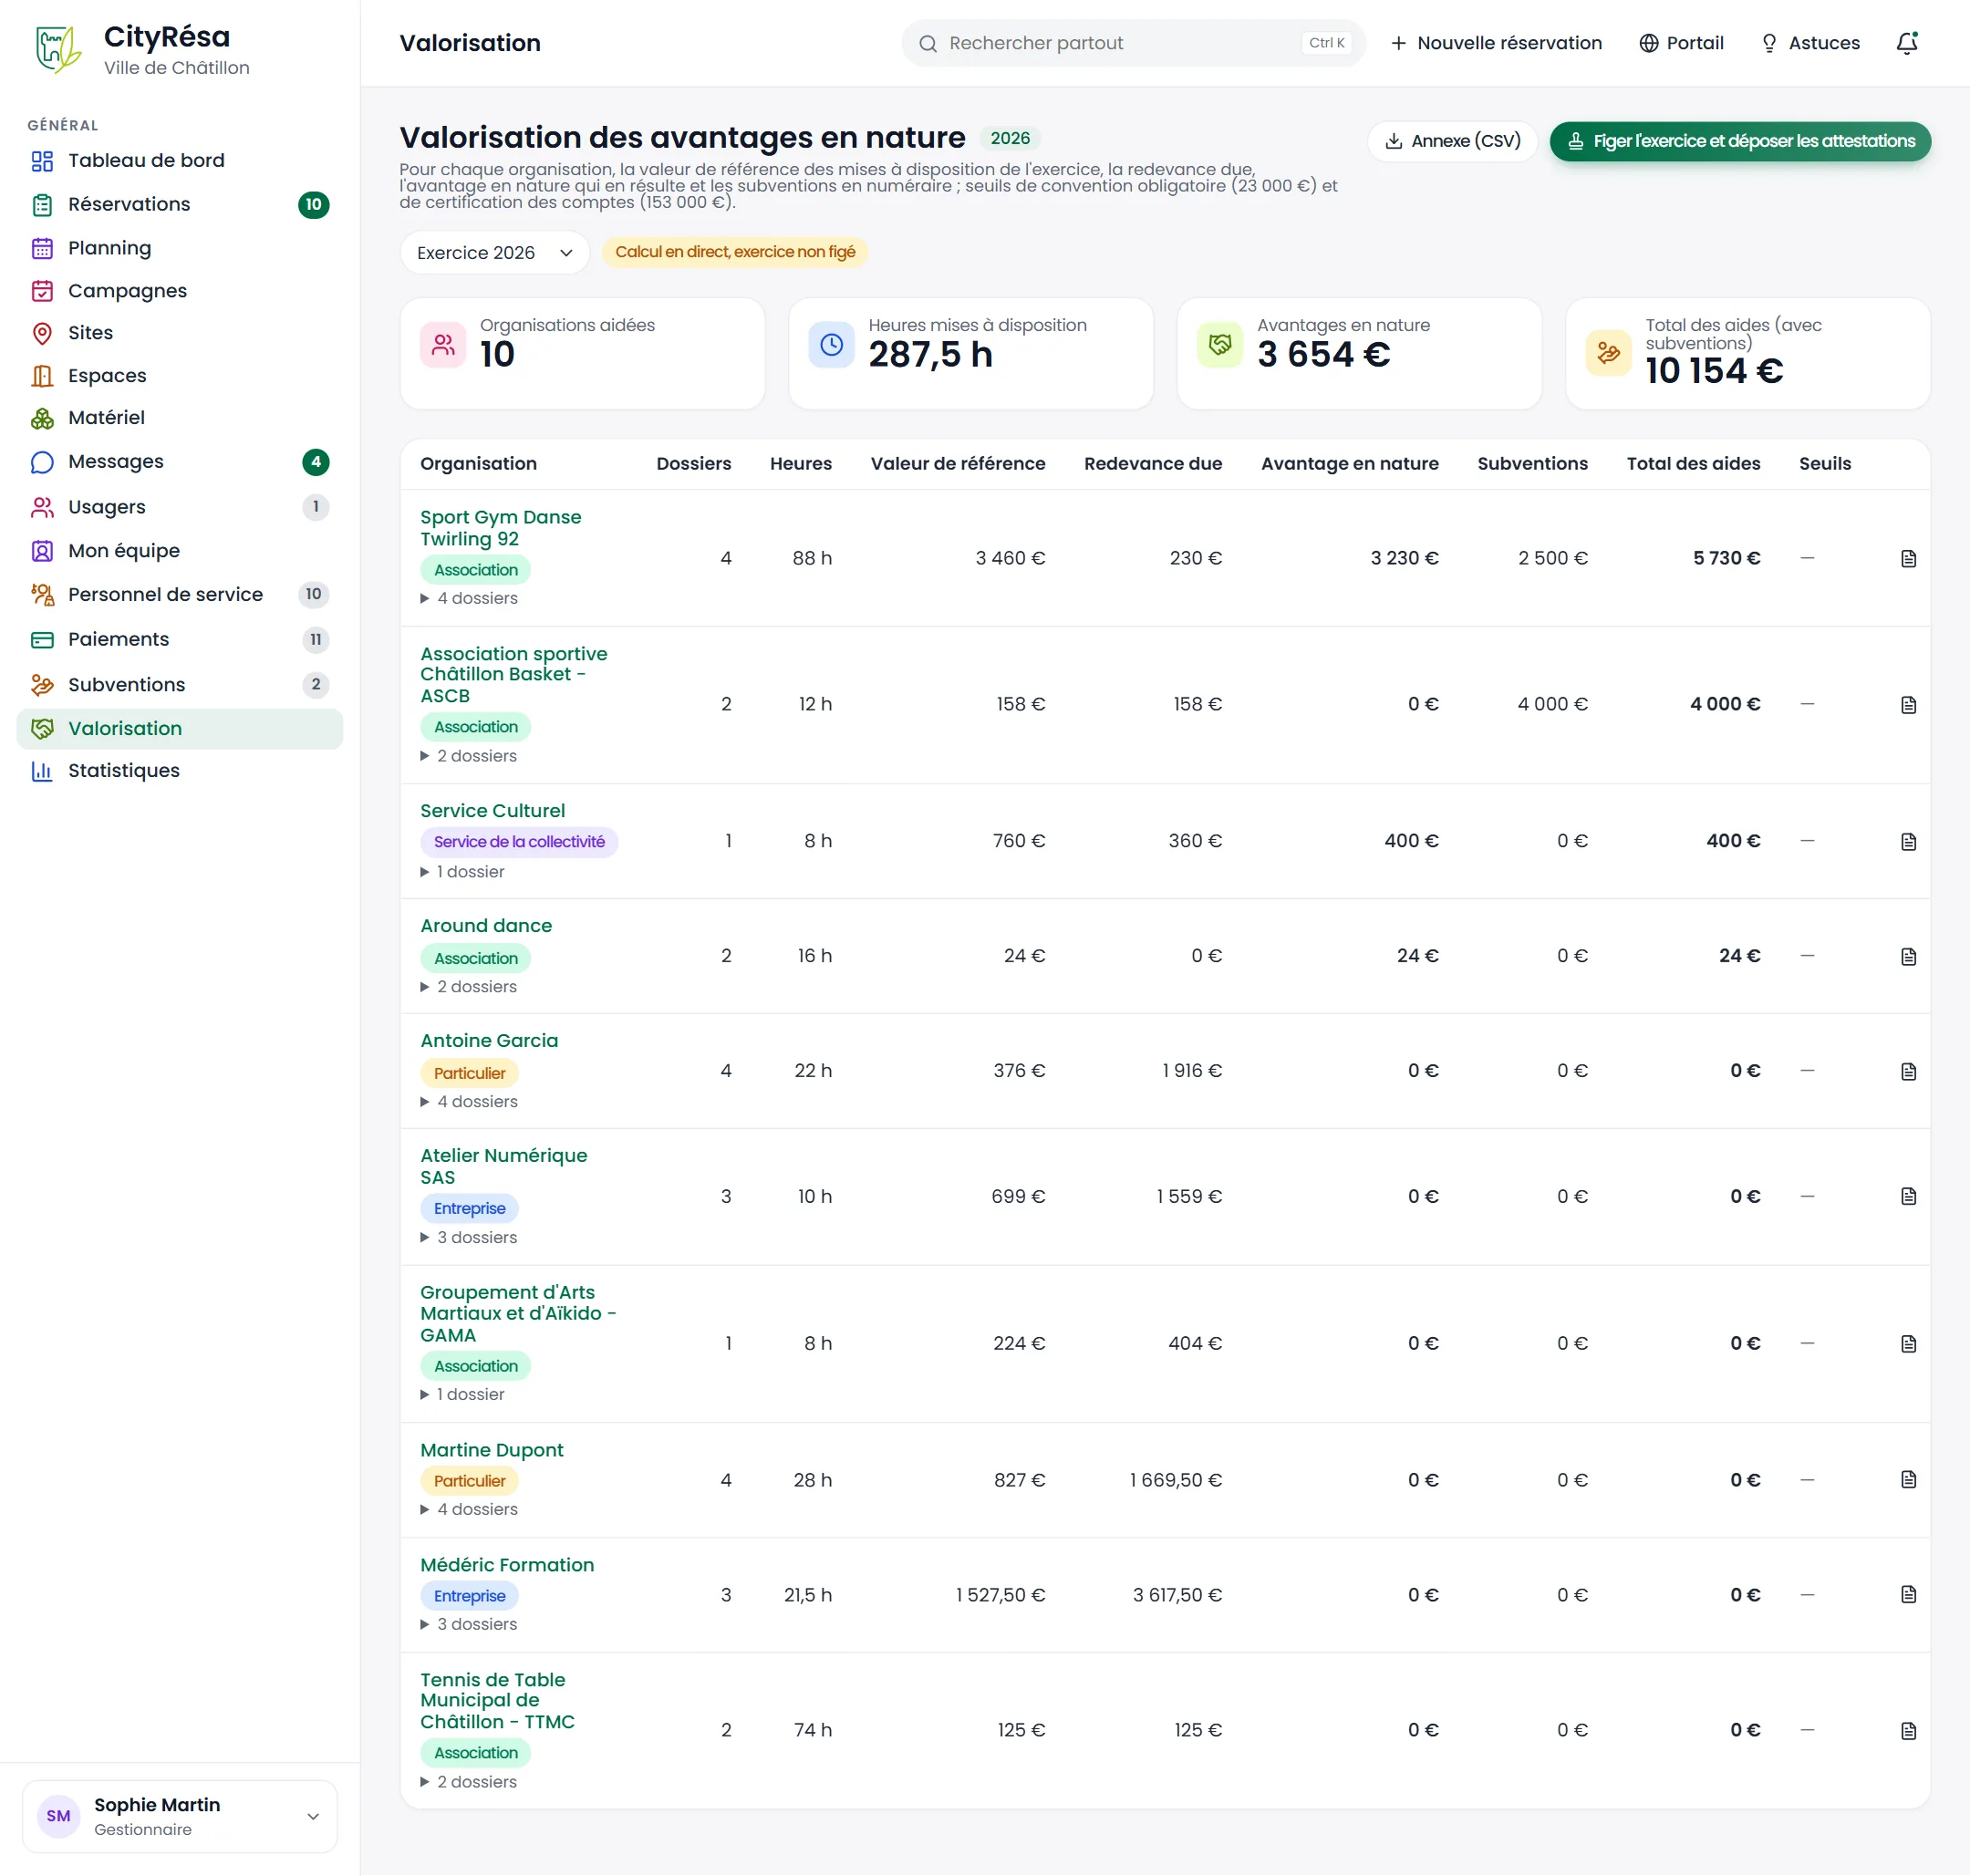 CityRésa
Ville de Châtillon
GÉNÉRAL
Tableau de bord
Réservations 10
Planning
Campagnes
Sites
Espaces
Matériel
Messages 4
Usagers 1
Mon équipe
Personnel de service 10
Paiements 11
Subventions 2
Valorisation
Statistiques
SM
Sophie Martin
Gestionnaire
Valorisation
Rechercher partout Ctrl K
Nouvelle réservation
Portail
Astuces
Valorisation des avantages en nature 2026
Pour chaque organisation, la valeur de référence des mises à disposition de l'exercice, la redevance due,
l'avantage en nature qui en résulte et les subventions en numéraire ; seuils de convention obligatoire (23 000 €) et
de certification des comptes (153 000 €).
Annexe (CSV)
Figer l'exercice et déposer les attestations
Exercice 2026
Calcul en direct, exercice non figé
Organisations aidées
10
Heures mises à disposition
287,5 h
Avantages en nature
3 654 €
Total des aides (avec
subventions)
10 154 €
Organisation Dossiers Heures Valeur de référence Redevance due Avantage en nature Subventions Total des aides Seuils
Sport Gym Danse
Twirling 92
Association
4 dossiers
4 88 h 3 460 € 230 € 3 230 € 2 500 € 5 730 € —
Association sportive
Châtillon Basket -
ASCB
Association
2 dossiers
2 12 h 158 € 158 € 0 € 4 000 € 4 000 € —
Service Culturel
Service de la collectivité
1 dossier
1 8 h 760 € 360 € 400 € 0 € 400 € —
Around dance
Association
2 dossiers
2 16 h 24 € 0 € 24 € 0 € 24 € —
Antoine Garcia
Particulier
4 dossiers
4 22 h 376 € 1 916 € 0 € 0 € 0 € —
Atelier Numérique
SAS
Entreprise
3 dossiers
3 10 h 699 € 1 559 € 0 € 0 € 0 € —
Groupement d'Arts
Martiaux et d'Aïkido -
GAMA
Association
1 dossier
1 8 h 224 € 404 € 0 € 0 € 0 € —
Martine Dupont
Particulier
4 dossiers
4 28 h 827 € 1 669,50 € 0 € 0 € 0 € —
Médéric Formation
Entreprise
3 dossiers
3 21,5 h 1 527,50 € 3 617,50 € 0 € 0 € 0 € —
Tennis de Table
Municipal de
Châtillon - TTMC
Association
2 dossiers
2 74 h 125 € 125 € 0 € 0 € 0 € —